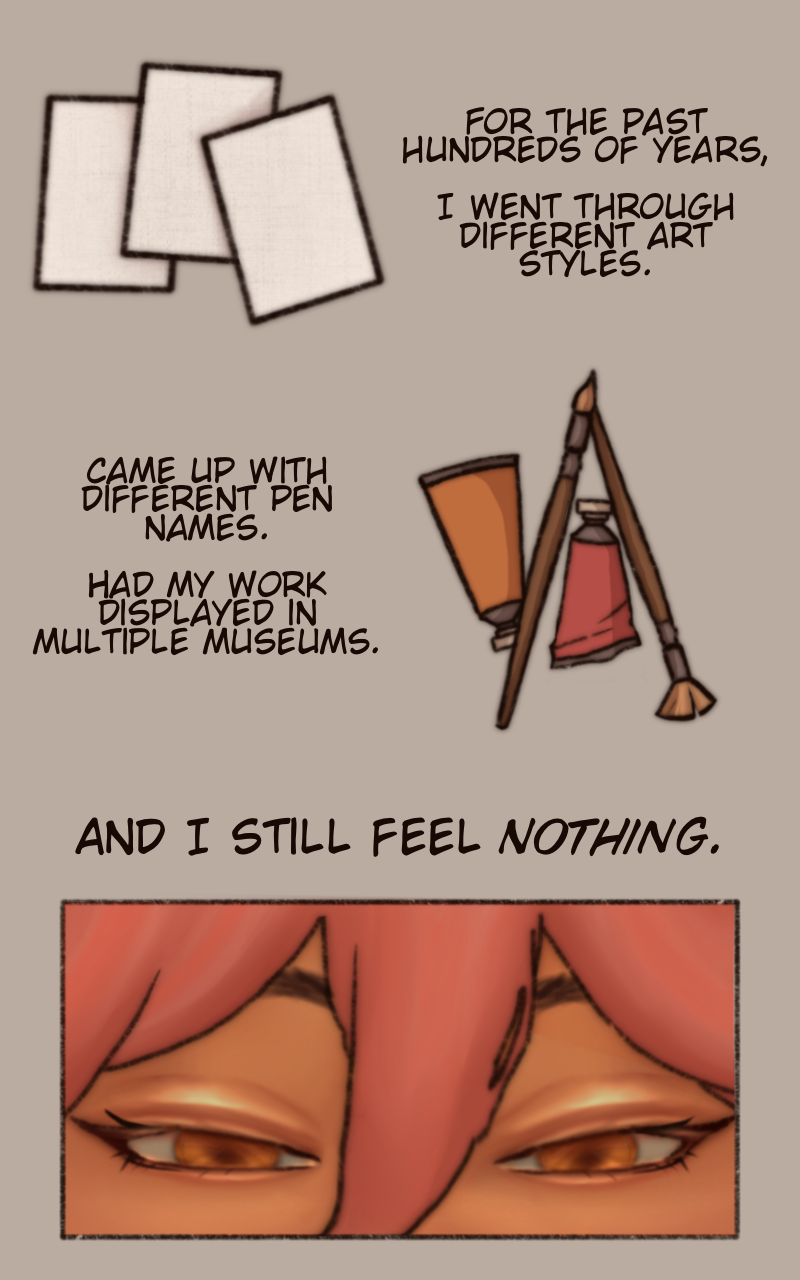 FOR THE PAST
HUNDREDS OF YEARS,
I WENT THROUGH
DIFFERENT ART
STYLES.
CAME UP WITH
DIFFERENT PEN
NAMES.
HAD MY WORK
DISPLAYED IN
MULTIPLE MUSEUMS.
AND I STILL FEEL NOTHING.